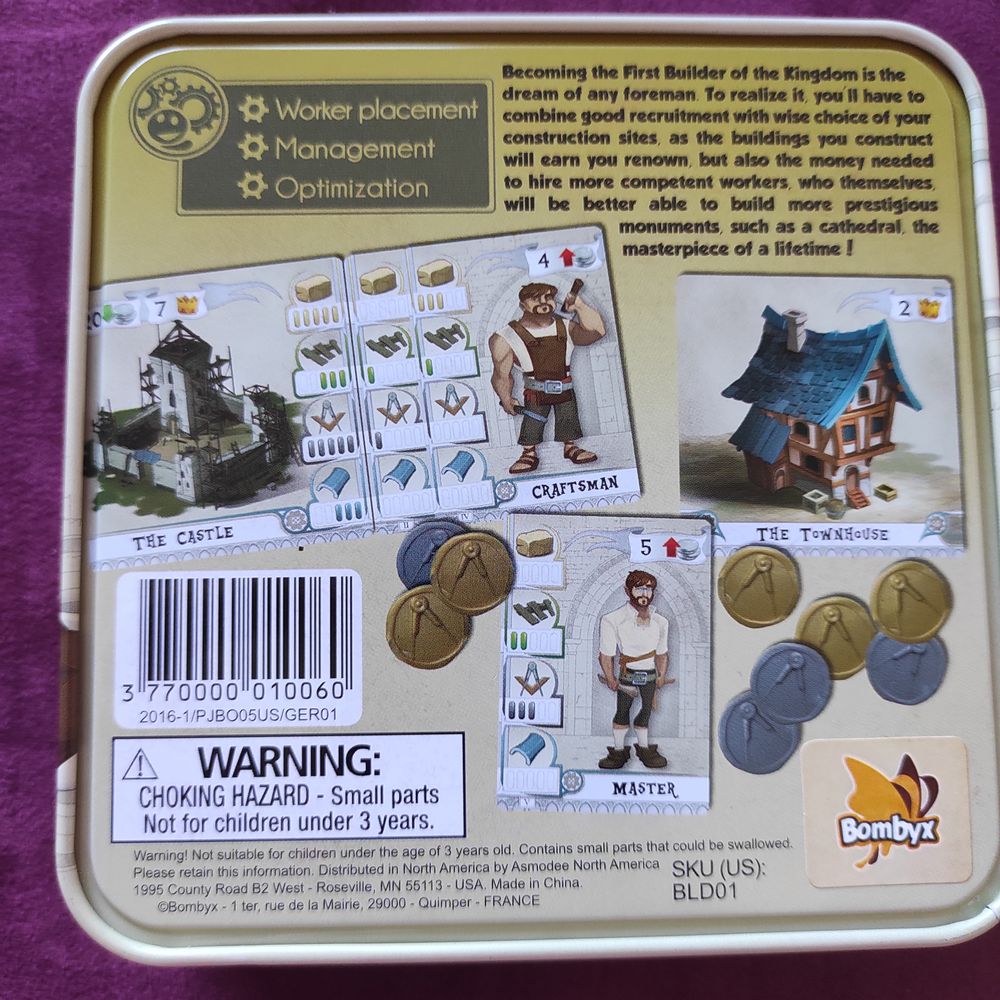 Worker placement
Management
Optimization
Becoming the First Builder of the Kingdom is the
dream of any foreman. To realize it, you'll have to
combine good recruitment with wise choice of your
construction sites, as the buildings you construct
will earn you renown, but also the money needed
to hire more competent workers, who themselves,
will be better able to build more prestigious
monuments, such as a cathedral, the
masterpiece of a lifetime!
7
4
2
THE CASTLE
CRAFTSMAN
THE TOWNHOUSE
5
MASTER
3 770000 010060
2016-1/PJBO05US/GER01
WARNING:
CHOKING HAZARD - Small parts
Not for children under 3 years.
Bombyx
Warning! Not suitable for children under the age of 3 years old. Contains small parts that could be swallowed.
Please retain this information. Distributed in North America by Asmodee North America
1995 County Road B2 West - Roseville, MN 55113 - USA. Made in China.
©Bombyx - 1 ter, rue de la Mairie, 29000 - Quimper - FRANCE
SKU (US):
BLD01